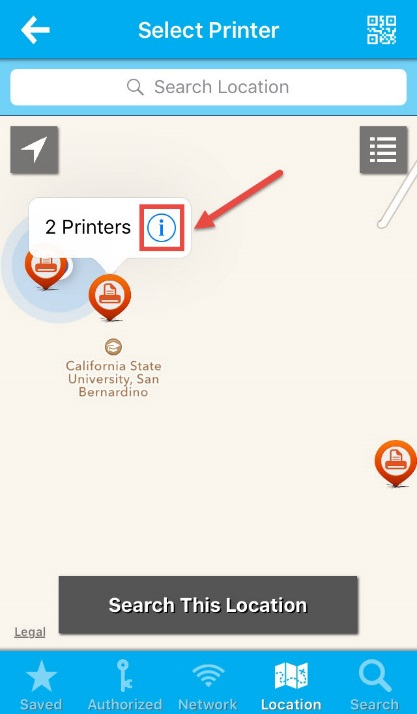 Select Printer
Search Location
2 Printers
California State
University, San
Bernardino
Search This Location
Legal
Saved
Authorized
Network
Location
Search